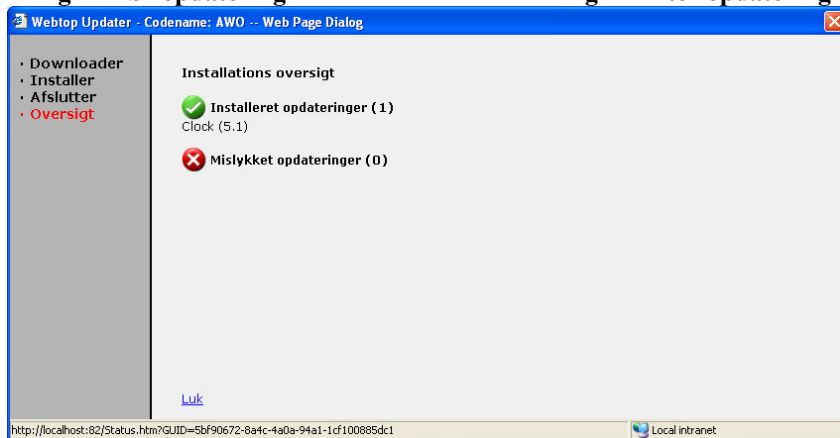 Webtop Updater - Codename: AWO -- Web Page Dialog
· Downloader
· Installer
· Afslutter
· Oversigt
Installations oversigt
Installeret opdateringer (1)
Clock (5.1)
Mislykket opdateringer (0)
Luk
http://localhost:82/Status.htm?GUID=5bf90672-8a4c-4a0a-94a1-1cf100885dc1
Local intranet